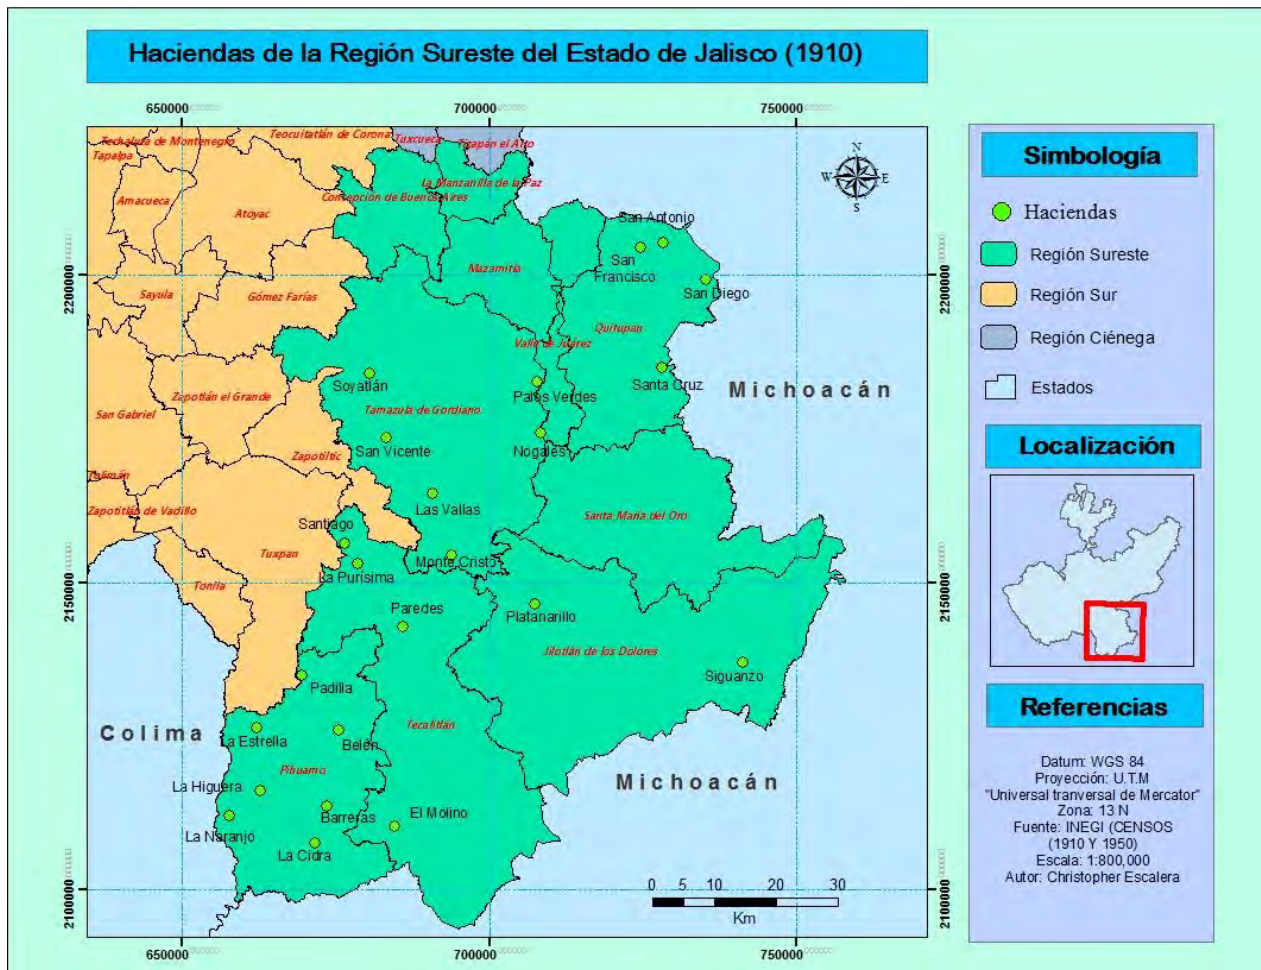 Haciendas de la Región Sureste del Estado de Jalisco (1910)
650000
700000
750000
Techaluta de Montenegro
Teocuitatlán de Corona
Tuxcueca
Tizapán el Alto
Tapalpa
La Manzanilla de la Paz
Concepción de Buenos Aires
Amacueca
Atoyac
San Antonio
San
Francisco
Mazamitla
2200000
2200000
Sayula
Gómez Farías
San Diego
Quitupan
Valle de Juárez
Soyatlán
Santa Cruz
Michoacán
Zapotlán el Grande
Palos Verdes
San Gabriel
Tamazula de Gordiano
San Vicente
Nogales
Zapotiltic
Tolimán
Las Vallas
Zapotitlán de Vadillo
Santa María del Oro
Santiago
Tuxpan
Monte Cristo
La Purísima
2150000
2150000
Tonila
Paredes
Platanarillo
Jilotlán de los Dolores
Siguanzo
Padilla
Tecalitlán
Colima
La Estrella
Belén
Pihuamo
Michoacán
La Higuera
Barreras
El Molino
La Naranjo
La Cidra
2100000
2100000
0 5 10 20 30
Km
650000
700000
750000
N
W
E
S
Simbología
Haciendas
Región Sureste
Región Sur
Región Ciénega
Estados
Localización
Referencias
Datum: WGS 84
Proyección: U.T.M
"Universal tranversal de Mercator"
Zona: 13 N
Fuente: INEGI (CENSOS
(1910 Y 1950)
Escala: 1:800,000
Autor: Christopher Escalera